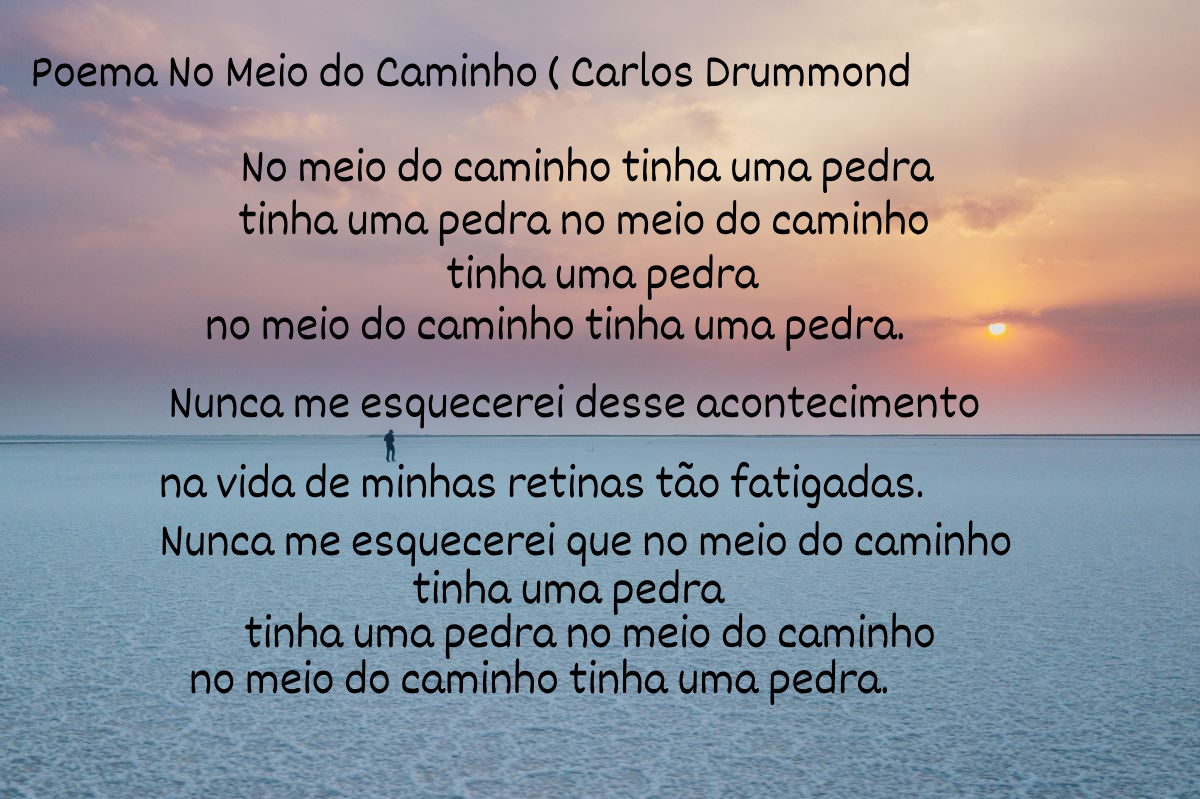 Poema No Meio do Caminho ( Carlos Drummond
No meio do caminho tinha uma pedra
tinha uma pedra no meio do caminho
tinha uma pedra
no meio do caminho tinha uma pedra.
Nunca me esquecerei desse acontecimento
na vida de minhas retinas tão fatigadas.
Nunca me esquecerei que no meio do caminho
tinha uma pedra
tinha uma pedra no meio do caminho
no meio do caminho tinha uma pedra.